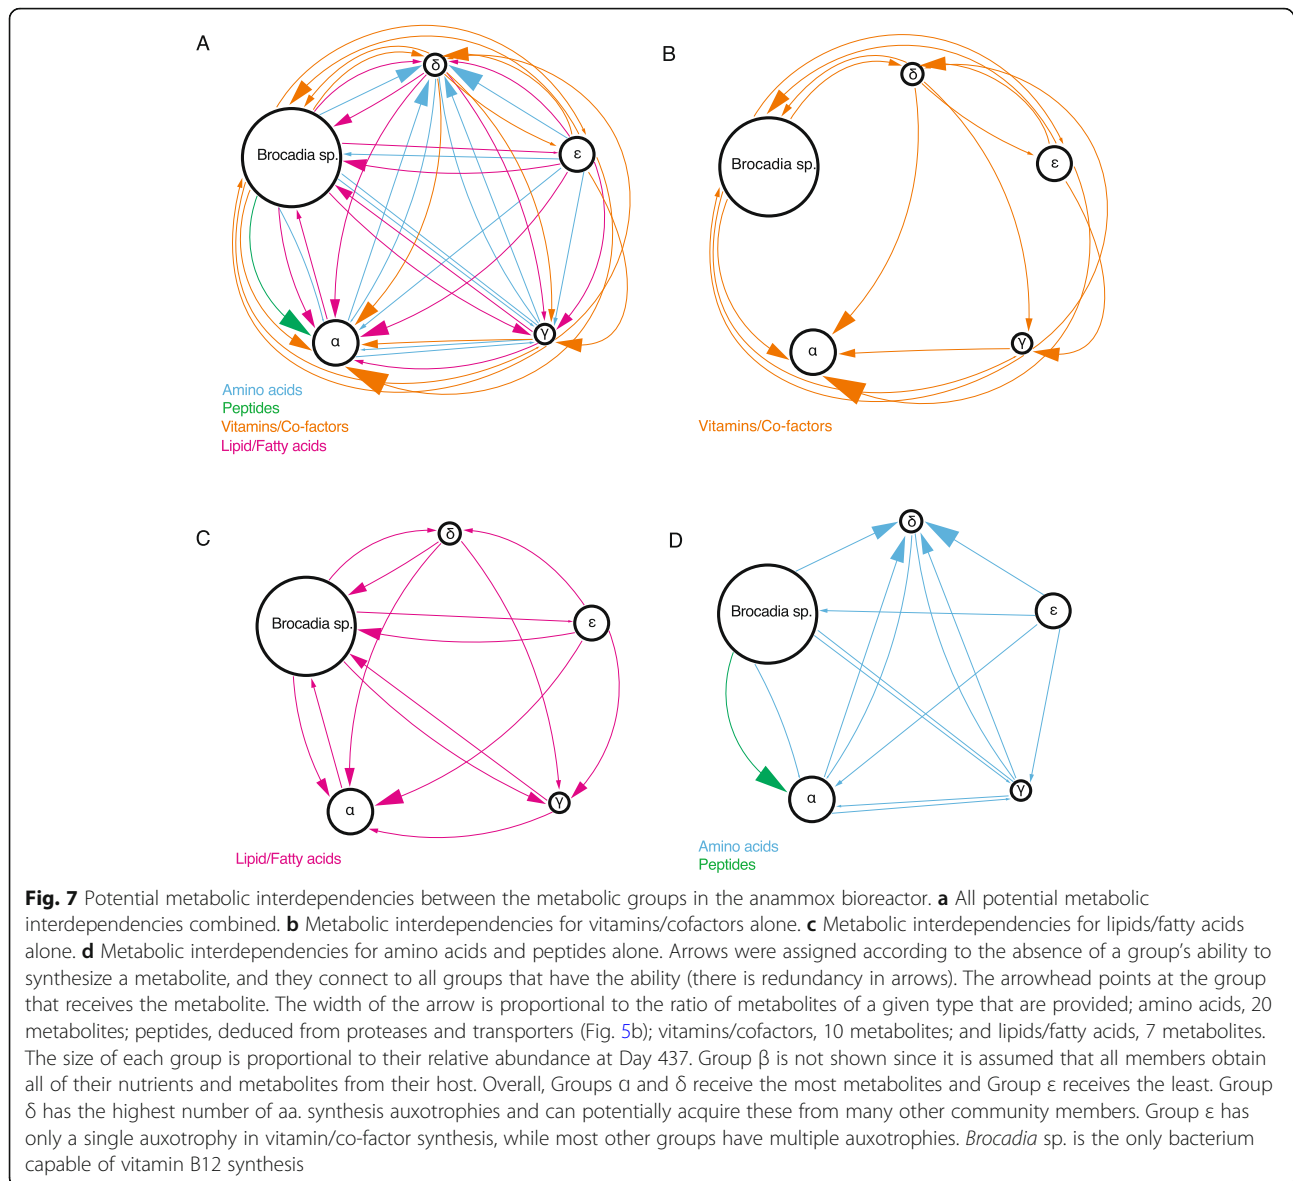 A
δ
Brocadia sp.
ε
α
γ
Amino acids
Peptides
Vitamins/Co-factors
Lipid/Fatty acids
B
δ
Brocadia sp.
ε
α
γ
Vitamins/Co-factors
C
δ
Brocadia sp.
ε
α
γ
Lipid/Fatty acids
D
δ
Brocadia sp.
ε
α
γ
Amino acids
Peptides
Fig. 7 Potential metabolic interdependencies between the metabolic groups in the anammox bioreactor. a All potential metabolic
interdependencies combined. b Metabolic interdependencies for vitamins/cofactors alone. c Metabolic interdependencies for lipids/fatty acids
alone. d Metabolic interdependencies for amino acids and peptides alone. Arrows were assigned according to the absence of a group's ability to
synthesize a metabolite, and they connect to all groups that have the ability (there is redundancy in arrows). The arrowhead points at the group
that receives the metabolite. The width of the arrow is proportional to the ratio of metabolites of a given type that are provided; amino acids, 20
metabolites; peptides, deduced from proteases and transporters (Fig. 5b); vitamins/cofactors, 10 metabolites; and lipids/fatty acids, 7 metabolites.
The size of each group is proportional to their relative abundance at Day 437. Group β is not shown since it is assumed that all members obtain
all of their nutrients and metabolites from their host. Overall, Groups α and δ receive the most metabolites and Group ε receives the least. Group
δ has the highest number of aa. synthesis auxotrophies and can potentially acquire these from many other community members. Group ε has
only a single auxotrophy in vitamin/co-factor synthesis, while most other groups have multiple auxotrophies. Brocadia sp. is the only bacterium
capable of vitamin B12 synthesis